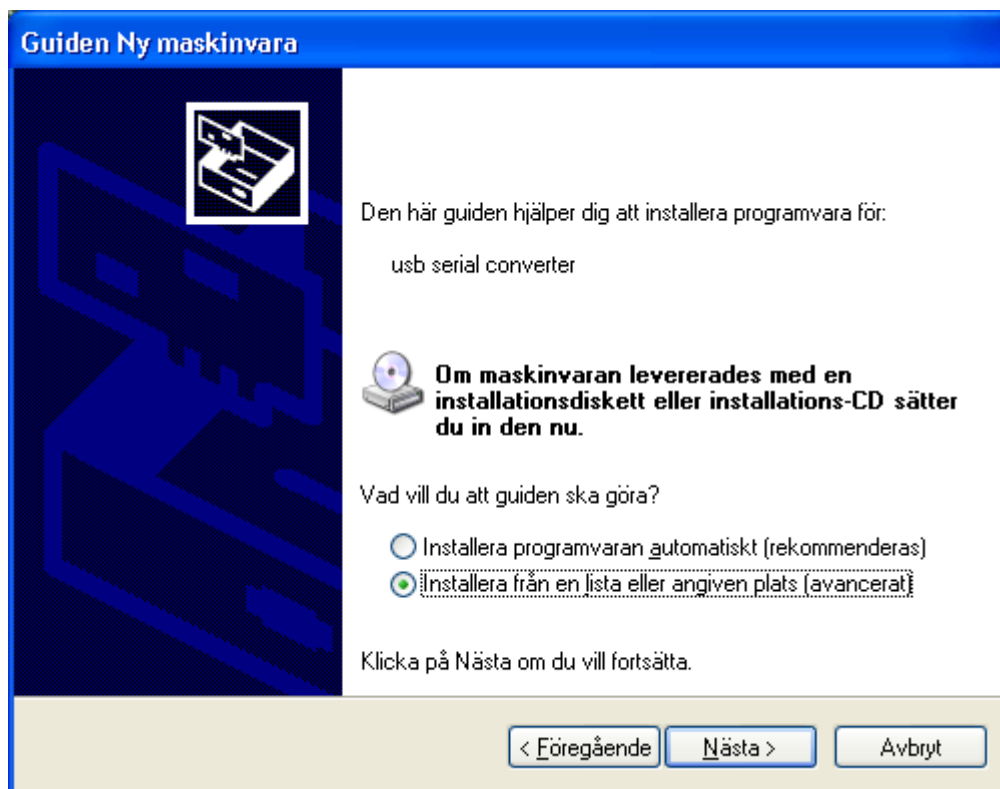 Guiden Ny maskinvara
Den här guiden hjälper dig att installera programvara för:
usb serial converter
Om maskinvaran levererades med en
installationsdiskett eller installations-CD sätter
du in den nu.
Vad vill du att guiden ska göra?
Installera programvaran automatiskt (rekommenderas)
Installera från en lista eller angiven plats (avancerat)
Klicka på Nästa om du vill fortsätta.
< Föregående
Nästa >
Avbryt